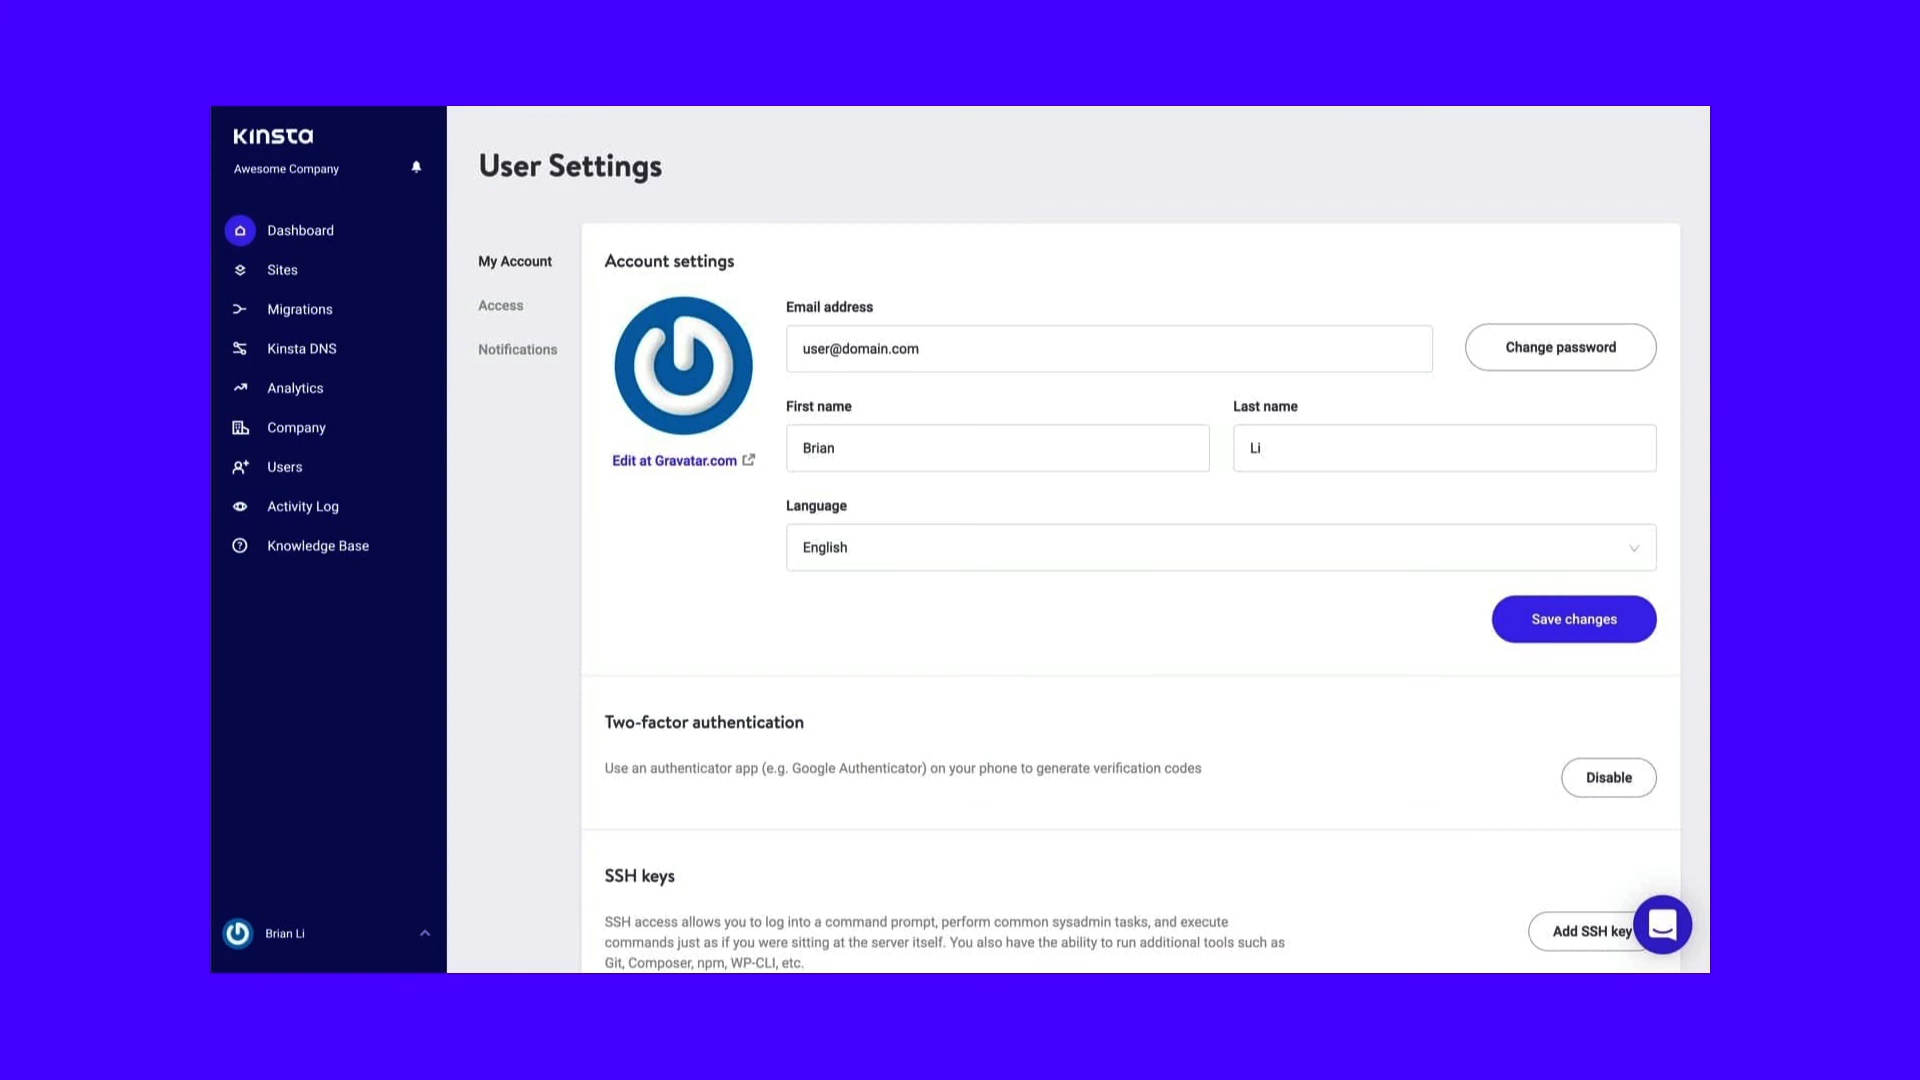 Kinsta
Awesome Company
Dashboard
Sites
Migrations
Kinsta DNS
Analytics
Company
Users
Activity Log
Knowledge Base
Brian Li
User Settings
My Account
Access
Notifications
Account settings
Edit at Gravatar.com
Email address
user@domain.com
Change password
First name
Brian
Last name
Li
Language
English
Save changes
Two-factor authentication
Use an authenticator app (e.g. Google Authenticator) on your phone to generate verification codes
Disable
SSH keys
SSH access allows you to log into a command prompt, perform common sysadmin tasks, and execute
commands just as if you were sitting at the server itself. You also have the ability to run additional tools such as
Git, Composer, npm, WP-CLI, etc.
Add SSH key